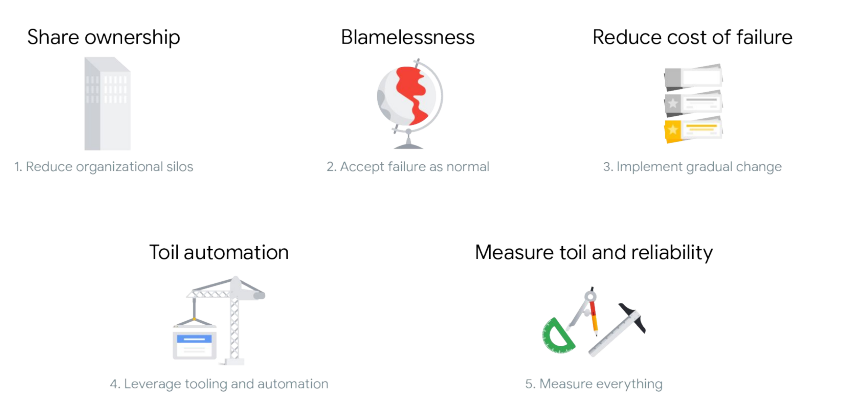 Share ownership
Blamelessness
Reduce cost of failure
1. Reduce organizational silos
2. Accept failure as normal
3. Implement gradual change
Toil automation
Measure toil and reliability
4. Leverage tooling and automation
5. Measure everything